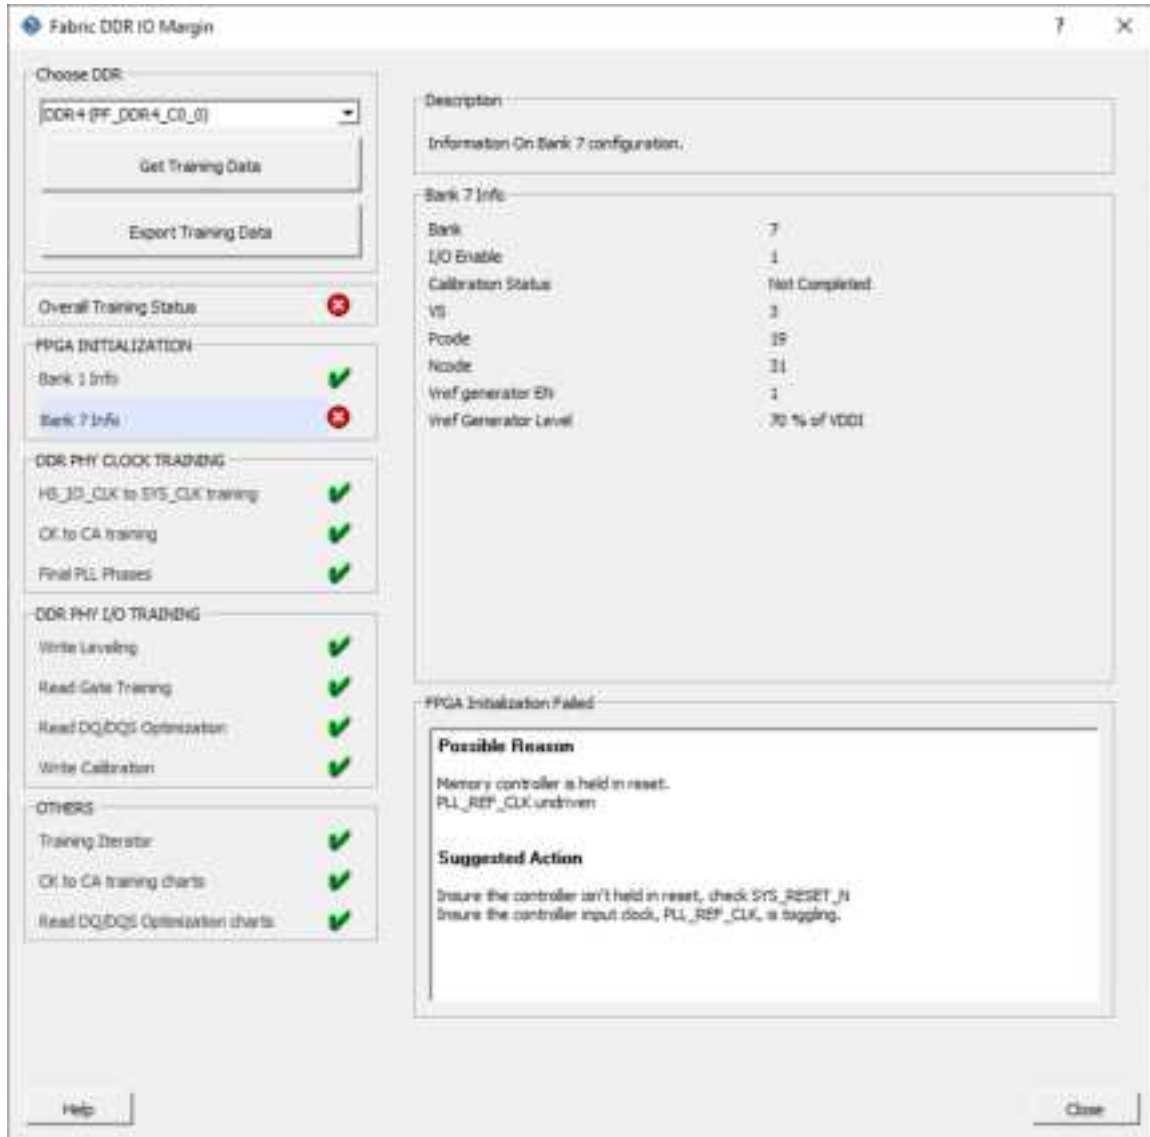 Fabric DDR IO Margin
?
Choose DDR
DDR4 (PF_DDR4_C0_0)
Get Training Data
Export Training Data
Overall Training Status
FPGA INITIALIZATION
Bank 1 Info
Bank 7 Info
DDR PHY CLOCK TRAINING
HS_IO_CLK to SYS_CLK training
CK to CA training
Final PLL Phases
DDR PHY I/O TRAINING
Write Leveling
Read Gate Training
Read DQ/DQS Optimization
Write Calibration
OTHERS
Training Iterator
CK to CA training charts
Read DQ/DQS Optimization charts
Description
Information On Bank 7 configuration.
Bank 7 Info
Bank 7
I/O Enable 1
Calibration Status Not Completed
VS 3
Pcode 19
Ncode 31
Vref generator EN 1
Vref Generator Level 70 % of VDDI
FPGA Initialization Failed
Possible Reason
Memory controller is held in reset.
PLL_REF_CLK undriven
Suggested Action
Insure the controller isn't held in reset, check SYS_RESET_N
Insure the controller input clock, PLL_REF_CLK, is toggling.
Help
Close